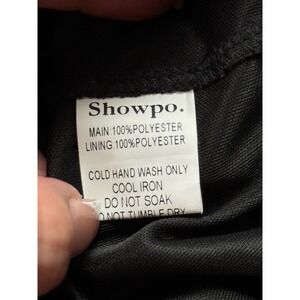 Showpo.
MAIN:100%POLYESTER
LINING:100%POLYESTER
COLD HAND WASH ONLY
COOL IRON
DO NOT SOAK
DO NOT TUMBLE DRY